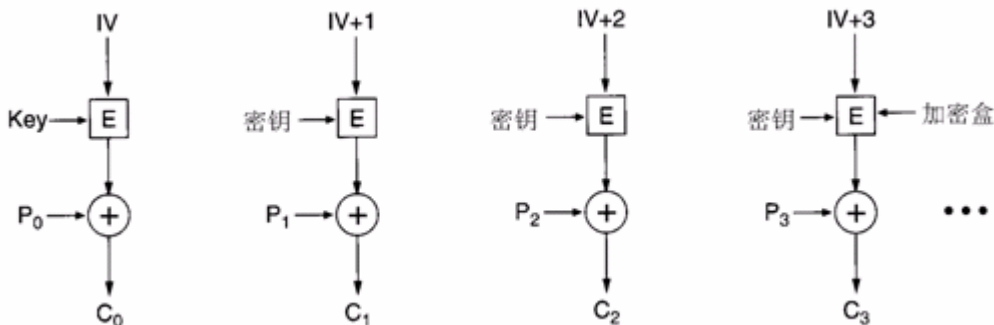 IV IV+1 IV+2 IV+3
Key E 密钥 E 密钥 E 密钥 E 加密盒
P₀ + P₁ + P₂ + P₃ + •••
C₀ C₁ C₂ C₃